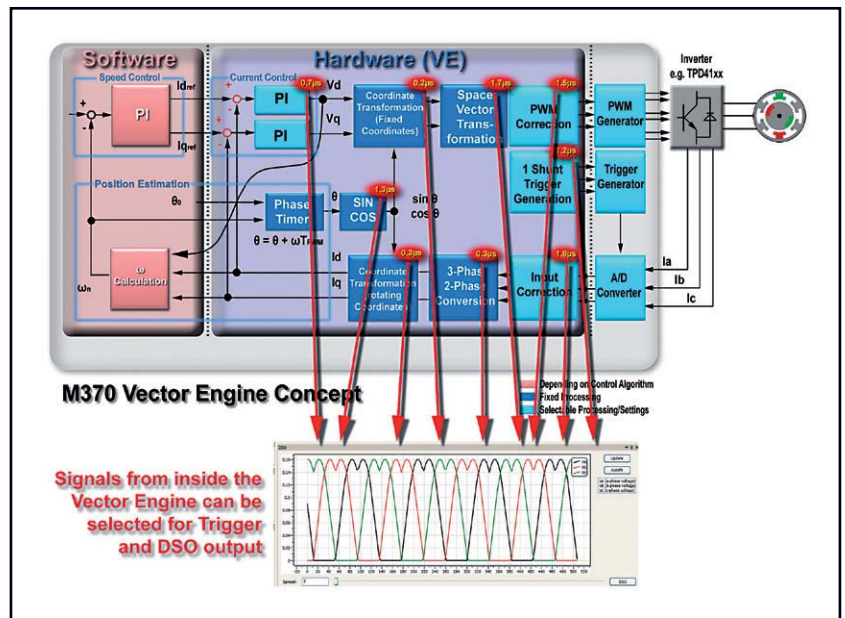 Software
Hardware (VE)
Inverter
e.g. TPD41xx
Speed Control
Current Control
0.7µs
0.2µs
1.7µs
1.6µs
Idref
Vd
PI
PI
Coordinate
Transformation
(Fixed
Coordinates)
Space
Vector
Trans-
formation
PWM
Correction
PWM
Generator
Vq
PI
Iqref
1.2µs
1 Shunt
Trigger
Generation
Trigger
Generator
Position Estimation
1.3µs
θ0
Phase
Timer
θ
SIN
COS
sin θ
cos θ
θ = θ + ωTPWM
0.3µs
0.3µs
1.8µs
Id
Iq
ωn
ω
Calculation
Coordinate
Transformation
(rotating
Coordinates)
3-Phase
2-Phase
Conversion
Input
Correction
A/D
Converter
Ia
Ib
Ic
M370 Vector Engine Concept
Depending on Control Algorithm
Fixed Processing
Selectable Processing/Settings
Signals from inside the
Vector Engine can be
selected for Trigger
and DSO output
Update